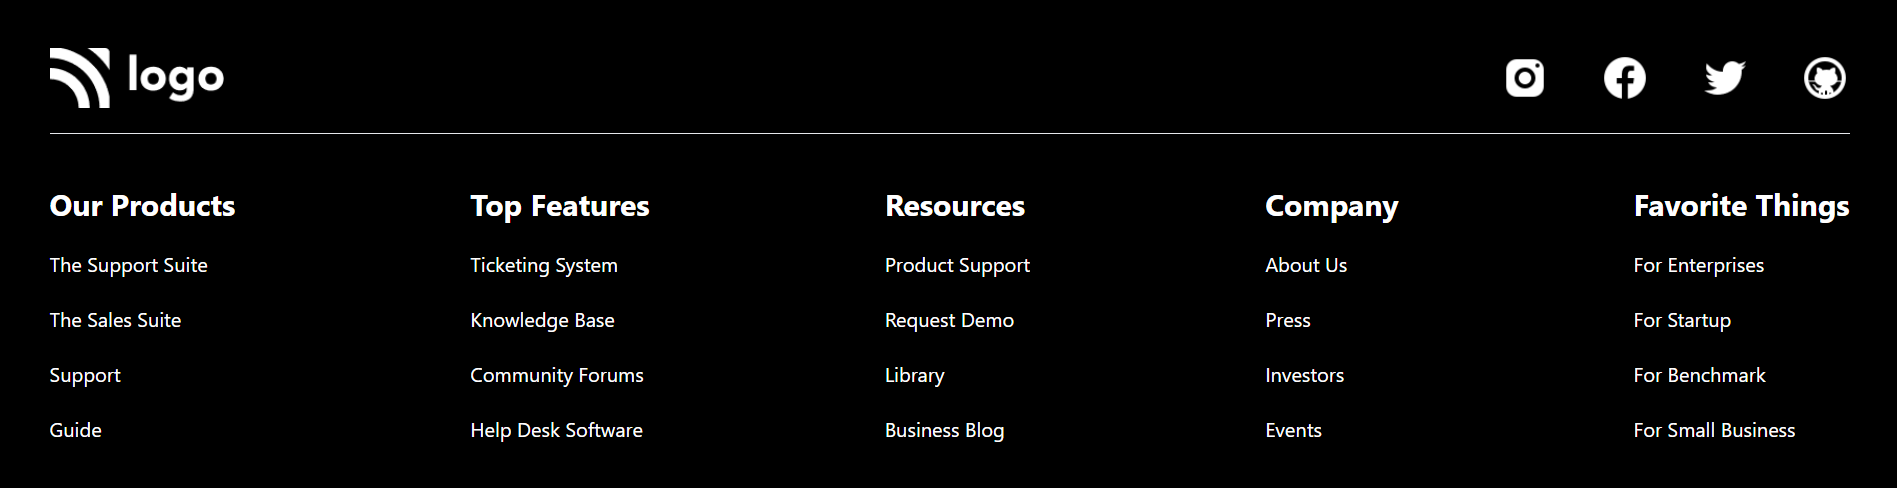 logo
Our Products
The Support Suite
The Sales Suite
Support
Guide
Top Features
Ticketing System
Knowledge Base
Community Forums
Help Desk Software
Resources
Product Support
Request Demo
Library
Business Blog
Company
About Us
Press
Investors
Events
Favorite Things
For Enterprises
For Startup
For Benchmark
For Small Business